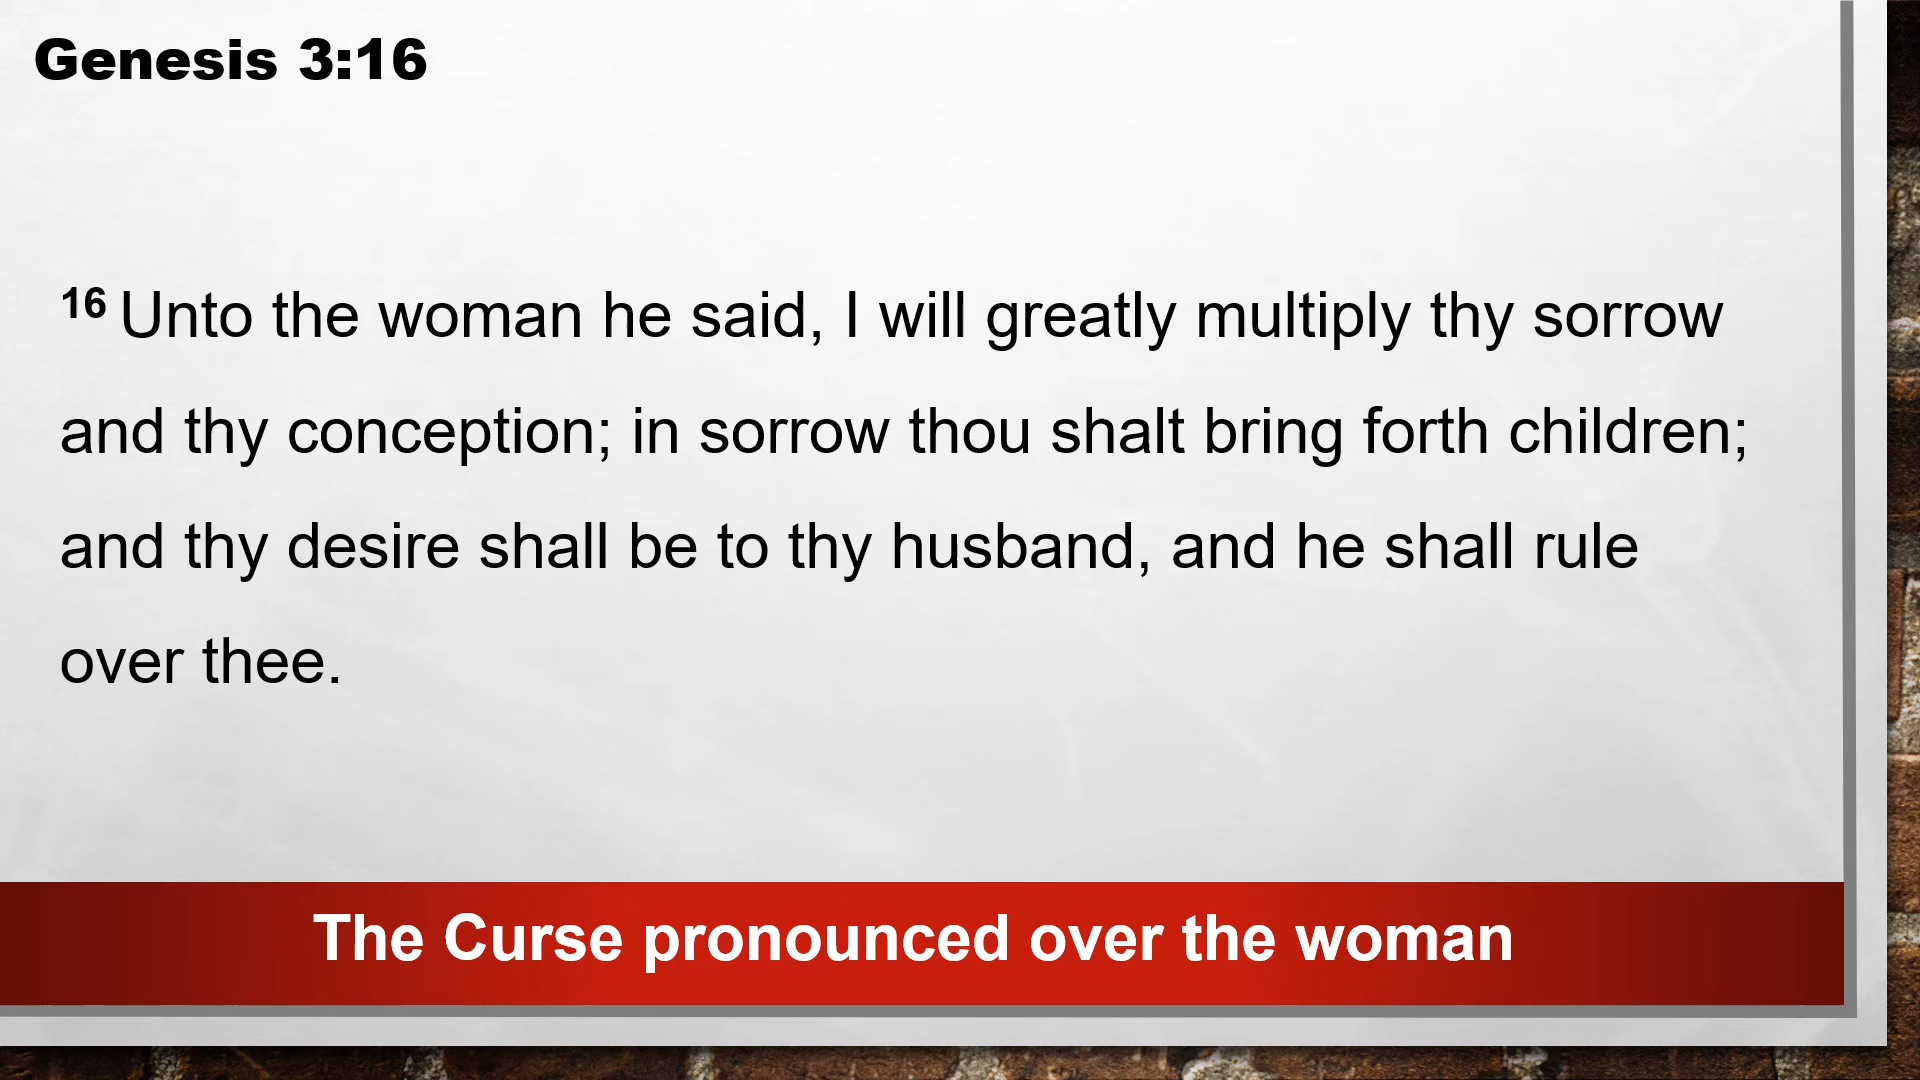 Genesis 3:16
16 Unto the woman he said, I will greatly multiply thy sorrow
and thy conception; in sorrow thou shalt bring forth children;
and thy desire shall be to thy husband, and he shall rule
over thee.
The Curse pronounced over the woman